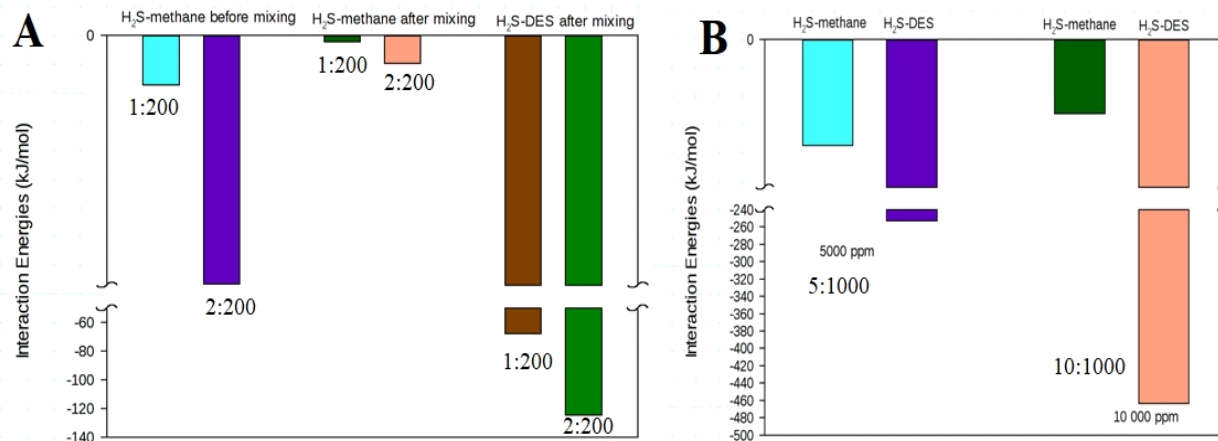 A
H₂S-methane before mixing
H₂S-methane after mixing
H₂S-DES after mixing
0
1:200
2:200
1:200
2:200
1:200
2:200
-60
-80
-100
-120
-140
Interaction Energies (kJ/mol)
B
H₂S-methane
H₂S-DES
H₂S-methane
H₂S-DES
0
-240
-260
-280
-300
-320
-340
-360
-380
-400
-420
-440
-460
-480
-500
Interaction Energies (kJ/mol)
5000 ppm
5:1000
10:1000
10 000 ppm